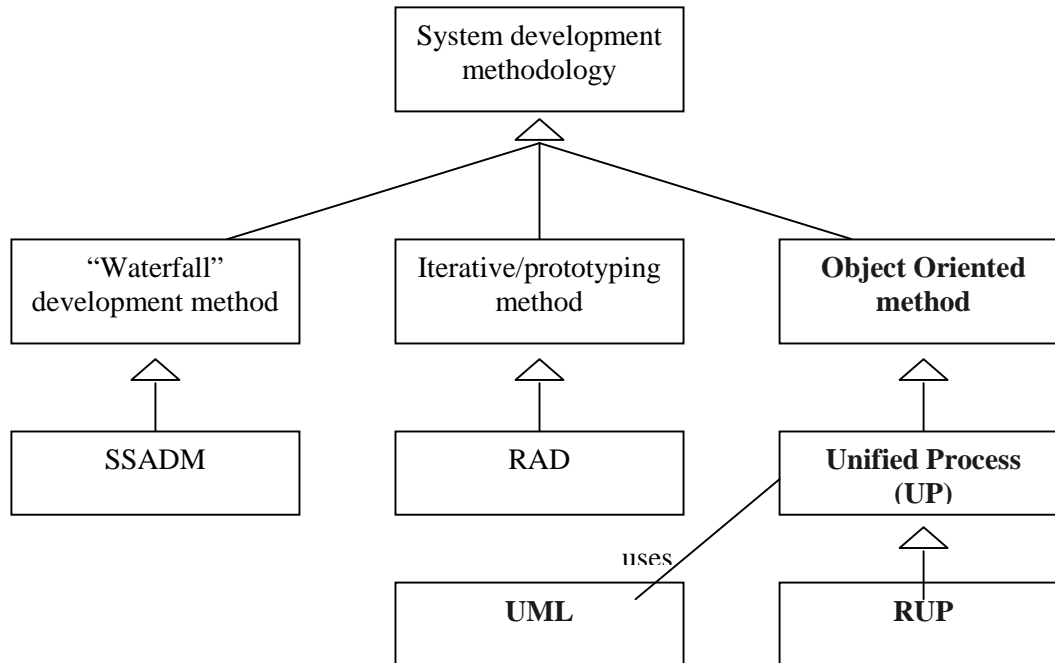 System development
methodology
“Waterfall”
development method
Iterative/prototyping
method
Object Oriented
method
SSADM
RAD
Unified Process
(UP)
uses
UML
RUP